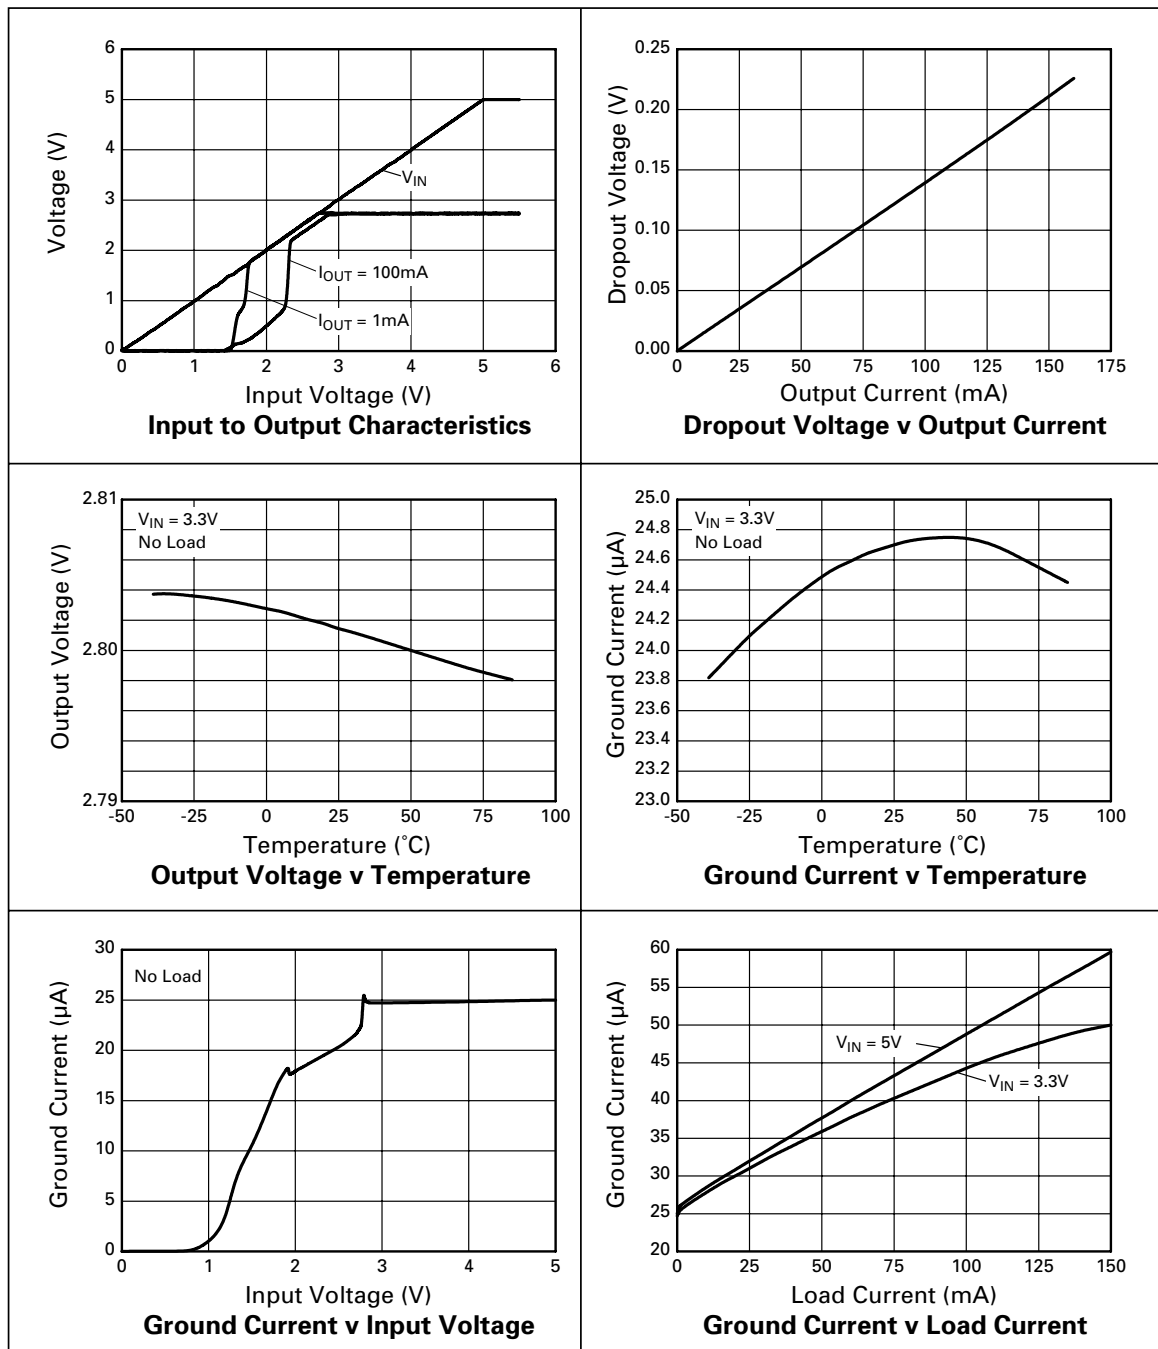 6
5
4
3
2
1
0
Voltage (V)
V_IN
I_OUT = 100mA
I_OUT = 1mA
0 1 2 3 4 5 6
Input Voltage (V)
Input to Output Characteristics
0.25
0.20
0.15
0.10
0.05
0.00
Dropout Voltage (V)
0 25 50 75 100 125 150 175
Output Current (mA)
Dropout Voltage v Output Current
2.81
2.80
2.79
Output Voltage (V)
V_IN = 3.3V
No Load
-50 -25 0 25 50 75 100
Temperature (˚C)
Output Voltage v Temperature
25.0
24.8
24.6
24.4
24.2
24.0
23.8
23.6
23.4
23.2
23.0
Ground Current (µA)
V_IN = 3.3V
No Load
-50 -25 0 25 50 75 100
Temperature (˚C)
Ground Current v Temperature
30
25
20
15
10
5
0
Ground Current (µA)
No Load
0 1 2 3 4 5
Input Voltage (V)
Ground Current v Input Voltage
60
55
50
45
40
35
30
25
20
Ground Current (µA)
V_IN = 5V
V_IN = 3.3V
0 25 50 75 100 125 150
Load Current (mA)
Ground Current v Load Current